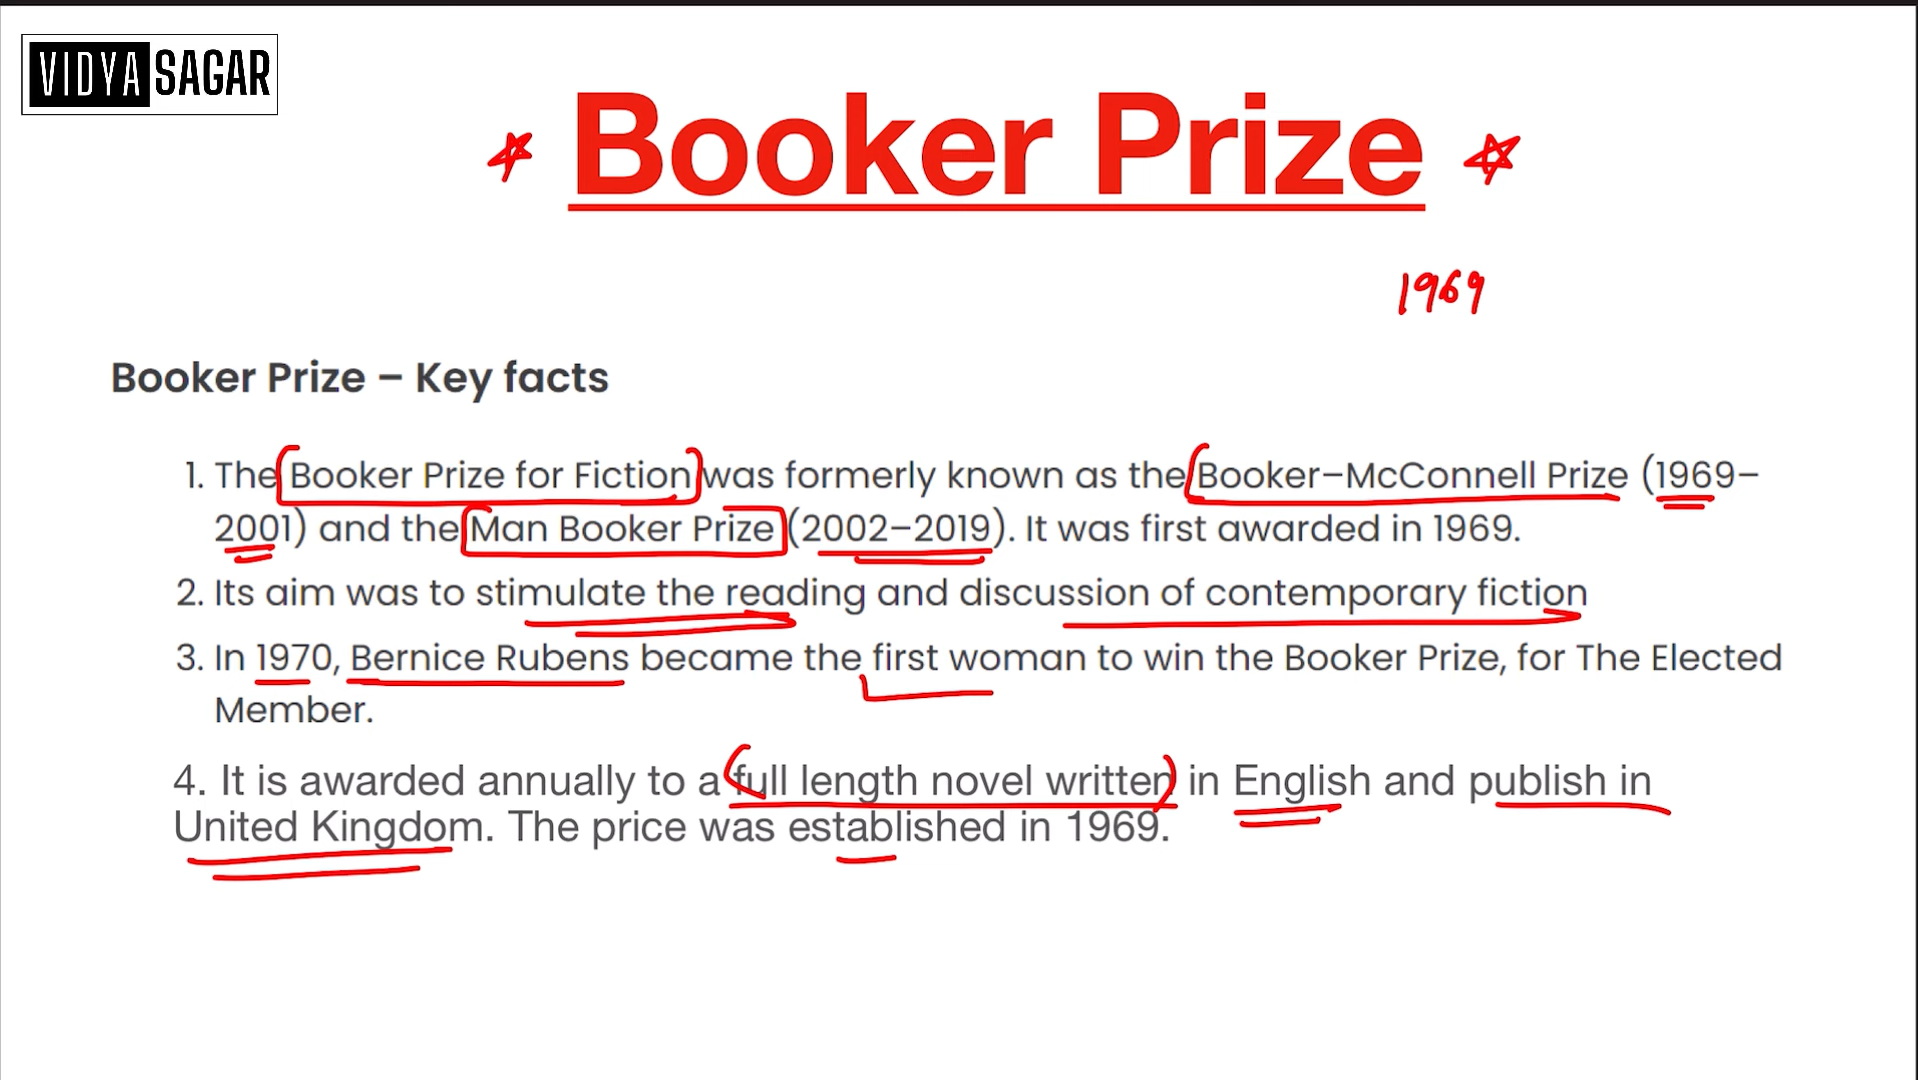 VIDYA SAGAR
Booker Prize
1969
Booker Prize – Key facts
1. The Booker Prize for Fiction was formerly known as the Booker–McConnell Prize (1969–
2001) and the Man Booker Prize (2002–2019). It was first awarded in 1969.
2. Its aim was to stimulate the reading and discussion of contemporary fiction
3. In 1970, Bernice Rubens became the first woman to win the Booker Prize, for The Elected
Member.
4. It is awarded annually to a full length novel written in English and publish in
United Kingdom. The price was established in 1969.